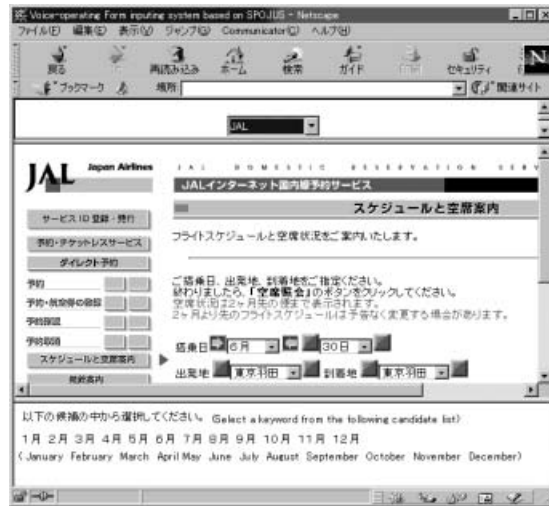 Voice-operating Form inputing system based on SPOJUS - Netscape
ファイル(F) 編集(E) 表示(V) ジャンプ(G) Communicator(C) ヘルプ(H)
戻る 再読み込み ホーム 検索 ガイド セキュリティ N
ブックマーク 場所: 関連サイト
JAL
JAL Japan Airlines JAL DOMESTIC RESERVATION SERV
JALインターネット国内線予約サービス
スケジュールと空席案内
サービスID登録・発行
予約・チケットレスサービス
ダイレクト予約
予約
予約・航空券の購入
予約確認
予約取消
スケジュールと空席案内
フライトスケジュールと空席状況をご案内いたします。
ご搭乗日、出発地、到着地をご指定ください。
終わりましたら、「空席照会」のボタンをクリックしてください。
空席状況は2ヶ月先の便まで表示されます。
2ヶ月より先のフライトスケジュールは予告なく変更する場合があります。
搭乗日 6月 30日
出発地 東京羽田 到着地 東京羽田
以下の候補の中から選択してください。 (Select a keyword from the following candidate list)
1月 2月 3月 4月 5月 6月 7月 8月 9月 10月 11月 12月
(January February March April May June July August September October November December)